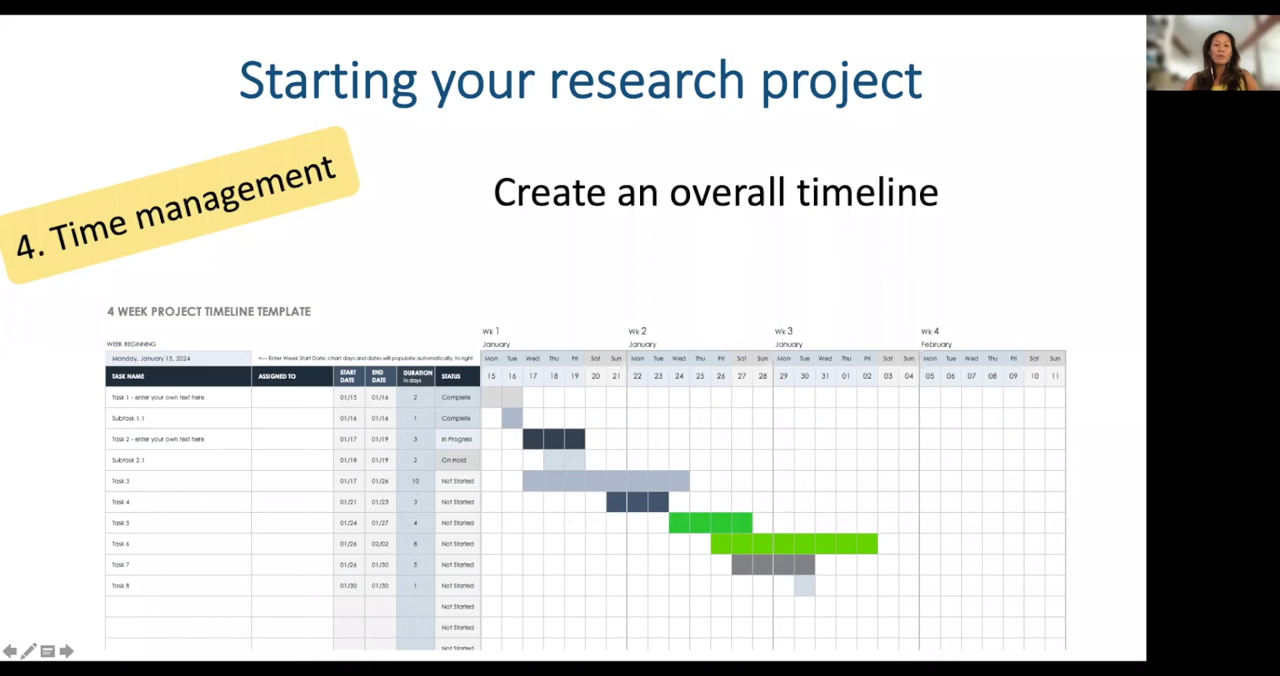 Starting your research project
4. Time management
Create an overall timeline
4 WEEK PROJECT TIMELINE TEMPLATE
Wk 1 Wk 2 Wk 3 Wk 4
WEEK BEGINNING January January January February
Monday, January 15, 2024 <-- Enter Week Start Date; chart days and dates will populate automatically, to right. Mon Tue Wed Thu Fri Sat Sun Mon Tue Wed Thu Fri Sat Sun Mon Tue Wed Thu Fri Sat Sun Mon Tue Wed Thu Fri Sat Sun
TASK NAME ASSIGNED TO START DATE END DATE DURATION in days STATUS 15 16 17 18 19 20 21 22 23 24 25 26 27 28 29 30 31 01 02 03 04 05 06 07 08 09 10 11
Task 1 - enter your own text here 01/15 01/16 2 Complete
Subtask 1.1 01/16 01/16 1 Complete
Task 2 - enter your own text here 01/17 01/19 3 In Progress
Subtask 2.1 01/18 01/19 2 On Hold
Task 3 01/17 01/26 10 Not Started
Task 4 01/21 01/23 3 Not Started
Task 5 01/24 01/27 4 Not Started
Task 6 01/26 02/02 8 Not Started
Task 7 01/26 01/30 5 Not Started
Task 8 01/30 01/30 1 Not Started
Not Started
Not Started
Not Started